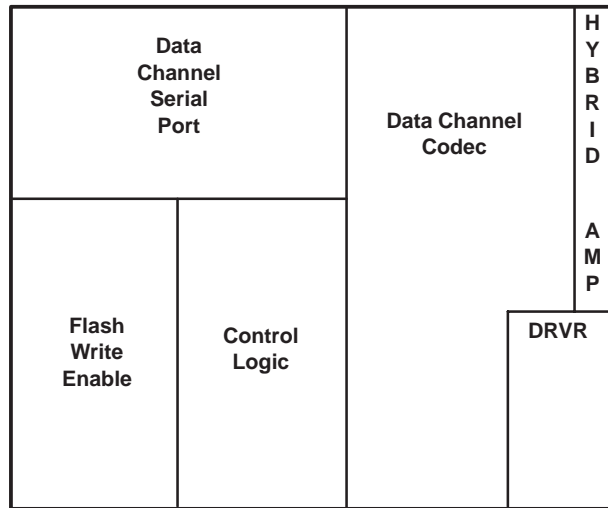 Data
Channel
Serial
Port
Data Channel
Codec
H
Y
B
R
I
D
A
M
P
Flash
Write
Enable
Control
Logic
DRVR